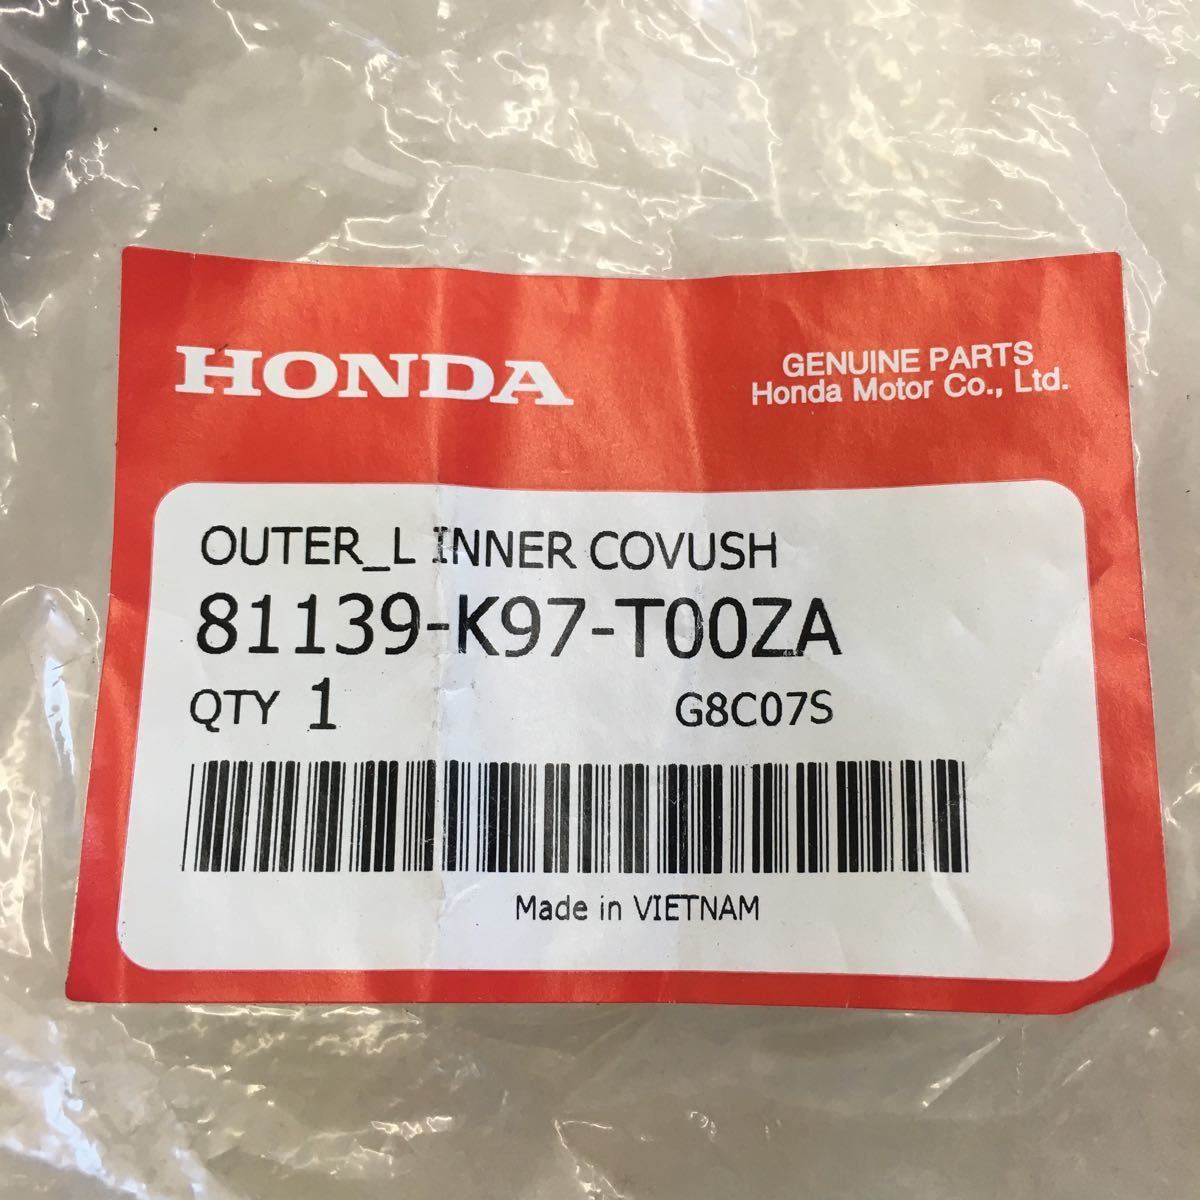 HONDA
GENUINE PARTS
Honda Motor Co., Ltd.
OUTER_L INNER COVUSH
81139-K97-T00ZA
QTY 1 G8C07S
Made in VIETNAM